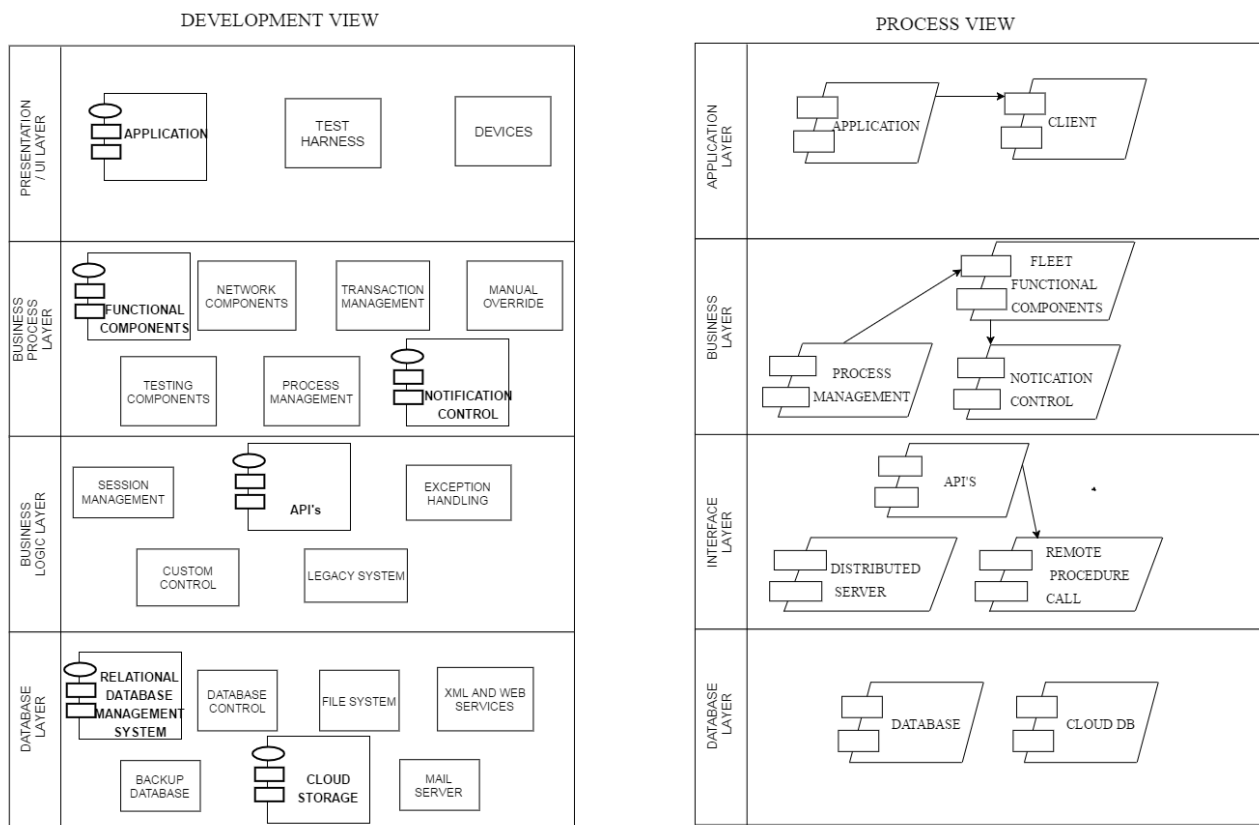 DEVELOPMENT VIEW
PRESENTATION
/ UI LAYER
APPLICATION
TEST
HARNESS
DEVICES
BUSINESS
PROCESS
LAYER
FUNCTIONAL
COMPONENTS
NETWORK
COMPONENTS
TRANSACTION
MANAGEMENT
MANUAL
OVERRIDE
TESTING
COMPONENTS
PROCESS
MANAGEMENT
NOTIFICATION
CONTROL
BUSINESS
LOGIC LAYER
SESSION
MANAGEMENT
API's
EXCEPTION
HANDLING
CUSTOM
CONTROL
LEGACY SYSTEM
DATABASE
LAYER
RELATIONAL
DATABASE
MANAGEMENT
SYSTEM
DATABASE
CONTROL
FILE SYSTEM
XML AND WEB
SERVICES
BACKUP
DATABASE
CLOUD
STORAGE
MAIL
SERVER
PROCESS VIEW
APPLICATION
LAYER
APPLICATION
CLIENT
BUSINESS
LAYER
FLEET
FUNCTIONAL
COMPONENTS
PROCESS
MANAGEMENT
NOTICATION
CONTROL
INTERFACE
LAYER
API'S
DISTRIBUTED
SERVER
REMOTE
PROCEDURE
CALL
DATABASE
LAYER
DATABASE
CLOUD DB